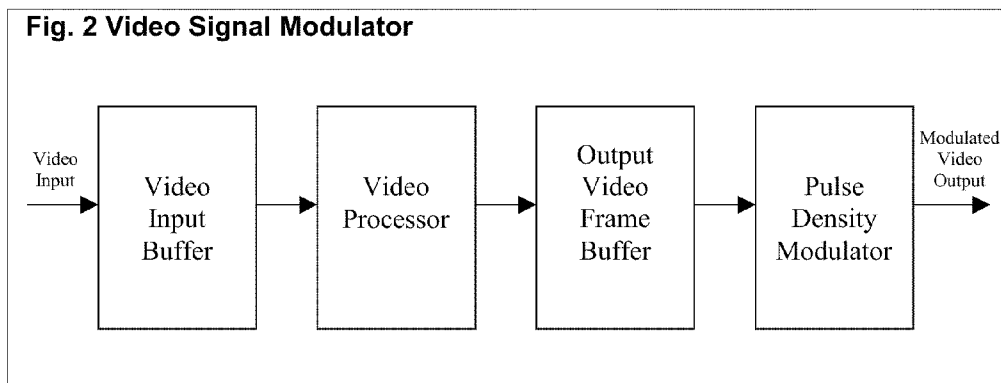 Fig. 2 Video Signal Modulator
Video
Input
Video
Input
Buffer
Video
Processor
Output
Video
Frame
Buffer
Pulse
Density
Modulator
Modulated
Video
Output